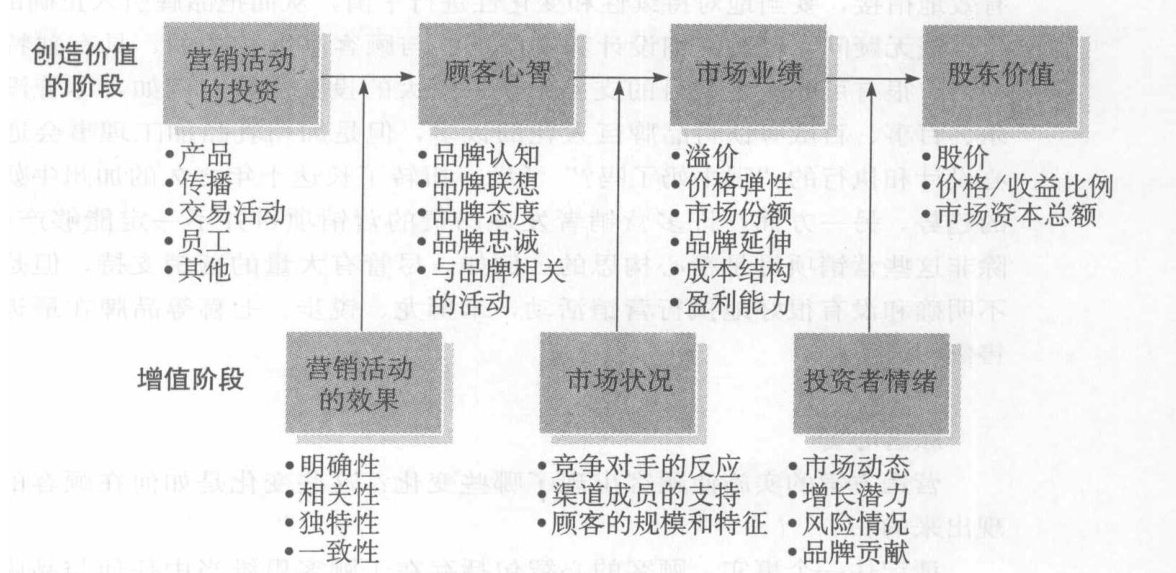 创造价值
的阶段
营销活动
的投资
顾客心智
市场业绩
股东价值
•产品
•传播
•交易活动
•员工
•其他
•品牌认知
•品牌联想
•品牌态度
•品牌忠诚
•与品牌相关
的活动
•溢价
•价格弹性
•市场份额
•品牌延伸
•成本结构
•盈利能力
•股价
•价格/收益比例
•市场资本总额
增值阶段
营销活动
的效果
市场状况
投资者情绪
•明确性
•相关性
•独特性
•一致性
•竞争对手的反应
•渠道成员的支持
•顾客的规模和特征
•市场动态
•增长潜力
•风险情况
•品牌贡献